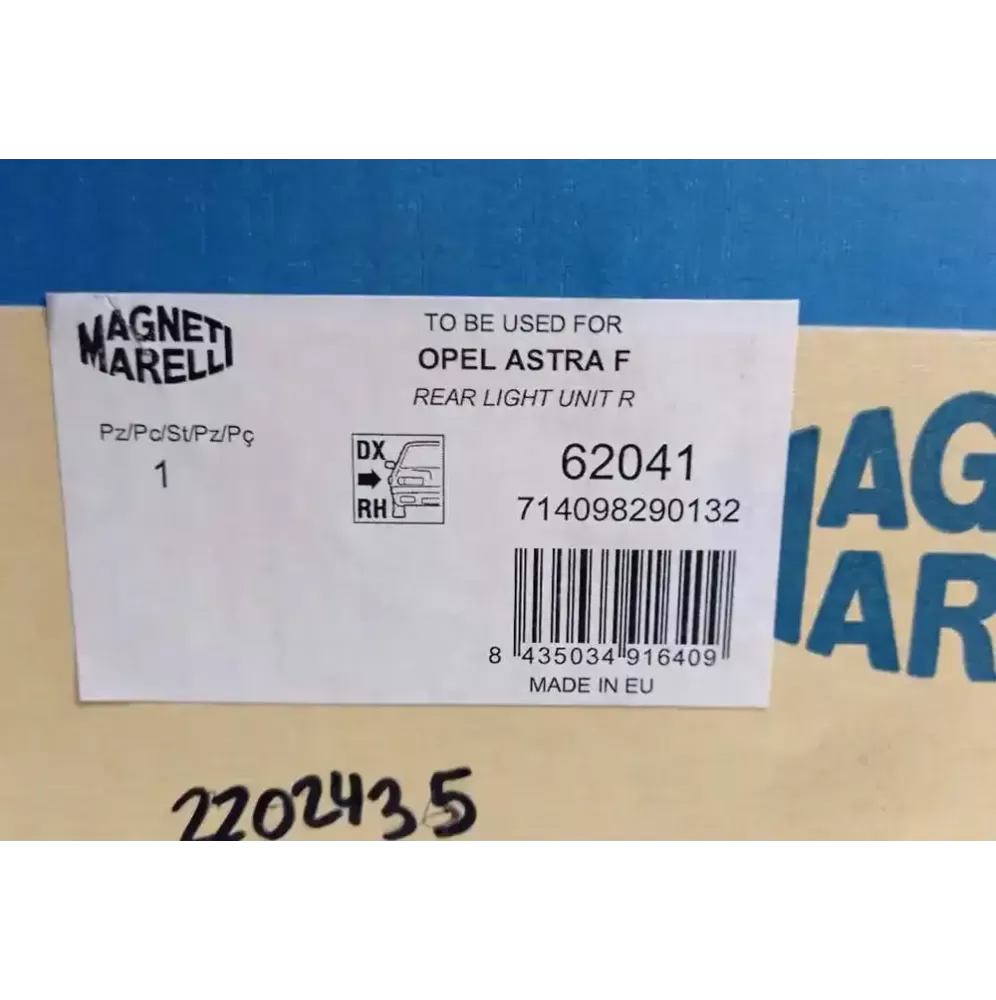 MAGNETI
MARELLI
TO BE USED FOR
OPEL ASTRA F
REAR LIGHT UNIT R
Pz/Pc/St/Pz/Pç
1
DX
RH
62041
714098290132
8 435034 916409
MADE IN EU
MAG
MAR
2202435